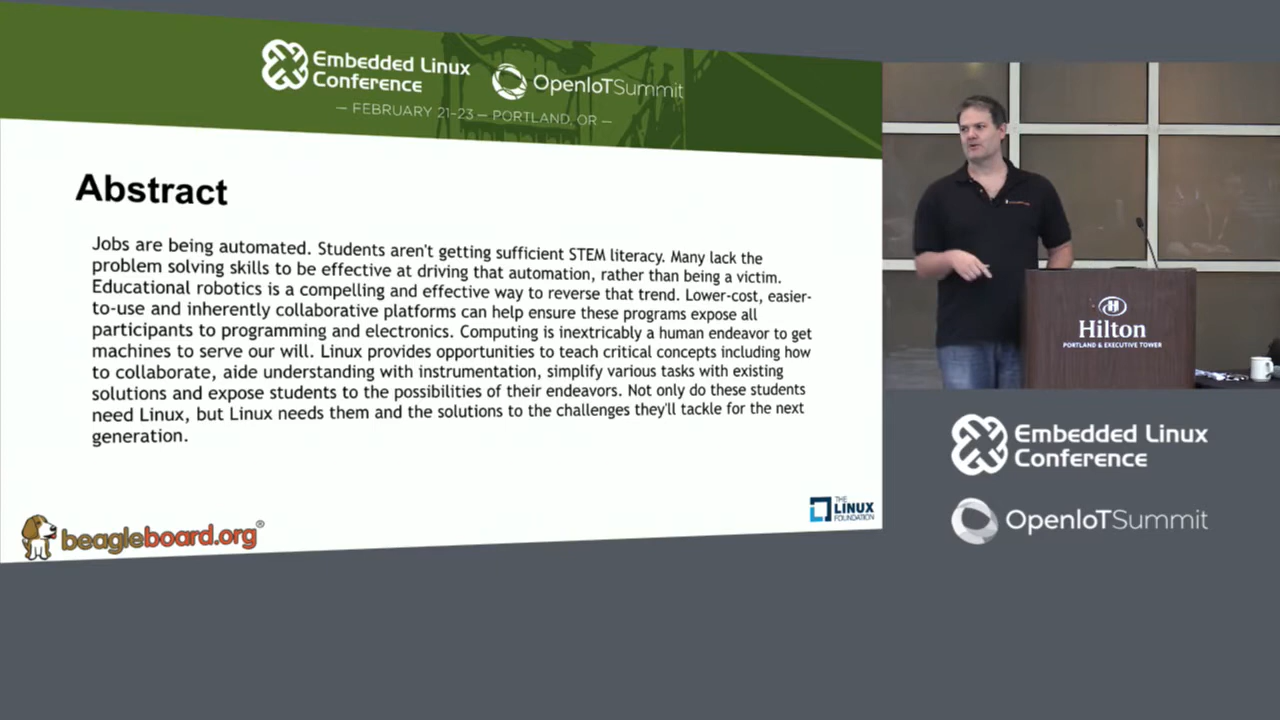 Embedded Linux
Conference
OpenIoTSummit
— FEBRUARY 21-23 — PORTLAND, OR —
Abstract
Jobs are being automated. Students aren't getting sufficient STEM literacy. Many lack the
problem solving skills to be effective at driving that automation, rather than being a victim.
Educational robotics is a compelling and effective way to reverse that trend. Lower-cost, easier-
to-use and inherently collaborative platforms can help ensure these programs expose all
participants to programming and electronics. Computing is inextricably a human endeavor to get
machines to serve our will. Linux provides opportunities to teach critical concepts including how
to collaborate, aide understanding with instrumentation, simplify various tasks with existing
solutions and expose students to the possibilities of their endeavors. Not only do these students
need Linux, but Linux needs them and the solutions to the challenges they'll tackle for the next
generation.
beagleboard.org®
THE
LINUX
FOUNDATION
Hilton
PORTLAND & EXECUTIVE TOWER
Embedded Linux
Conference
OpenIoTSummit